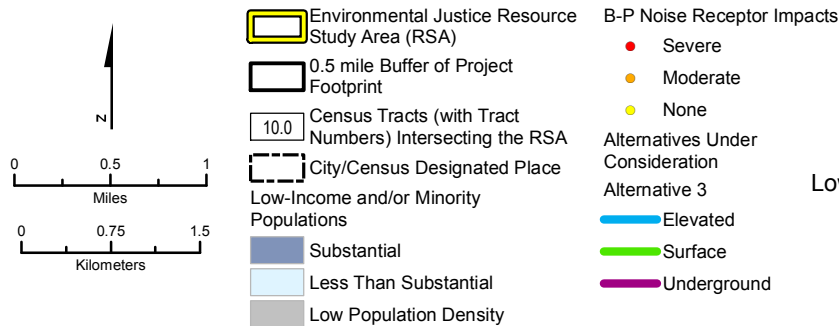 N
0 0.5 1
Miles
0 0.75 1.5
Kilometers
Environmental Justice Resource
Study Area (RSA)
0.5 mile Buffer of Project
Footprint
10.0
Census Tracts (with Tract
Numbers) Intersecting the RSA
City/Census Designated Place
Low-Income and/or Minority
Populations
Substantial
Less Than Substantial
Low Population Density
B-P Noise Receptor Impacts
Severe
Moderate
None
Alternatives Under
Consideration
Alternative 3
Elevated
Surface
Underground